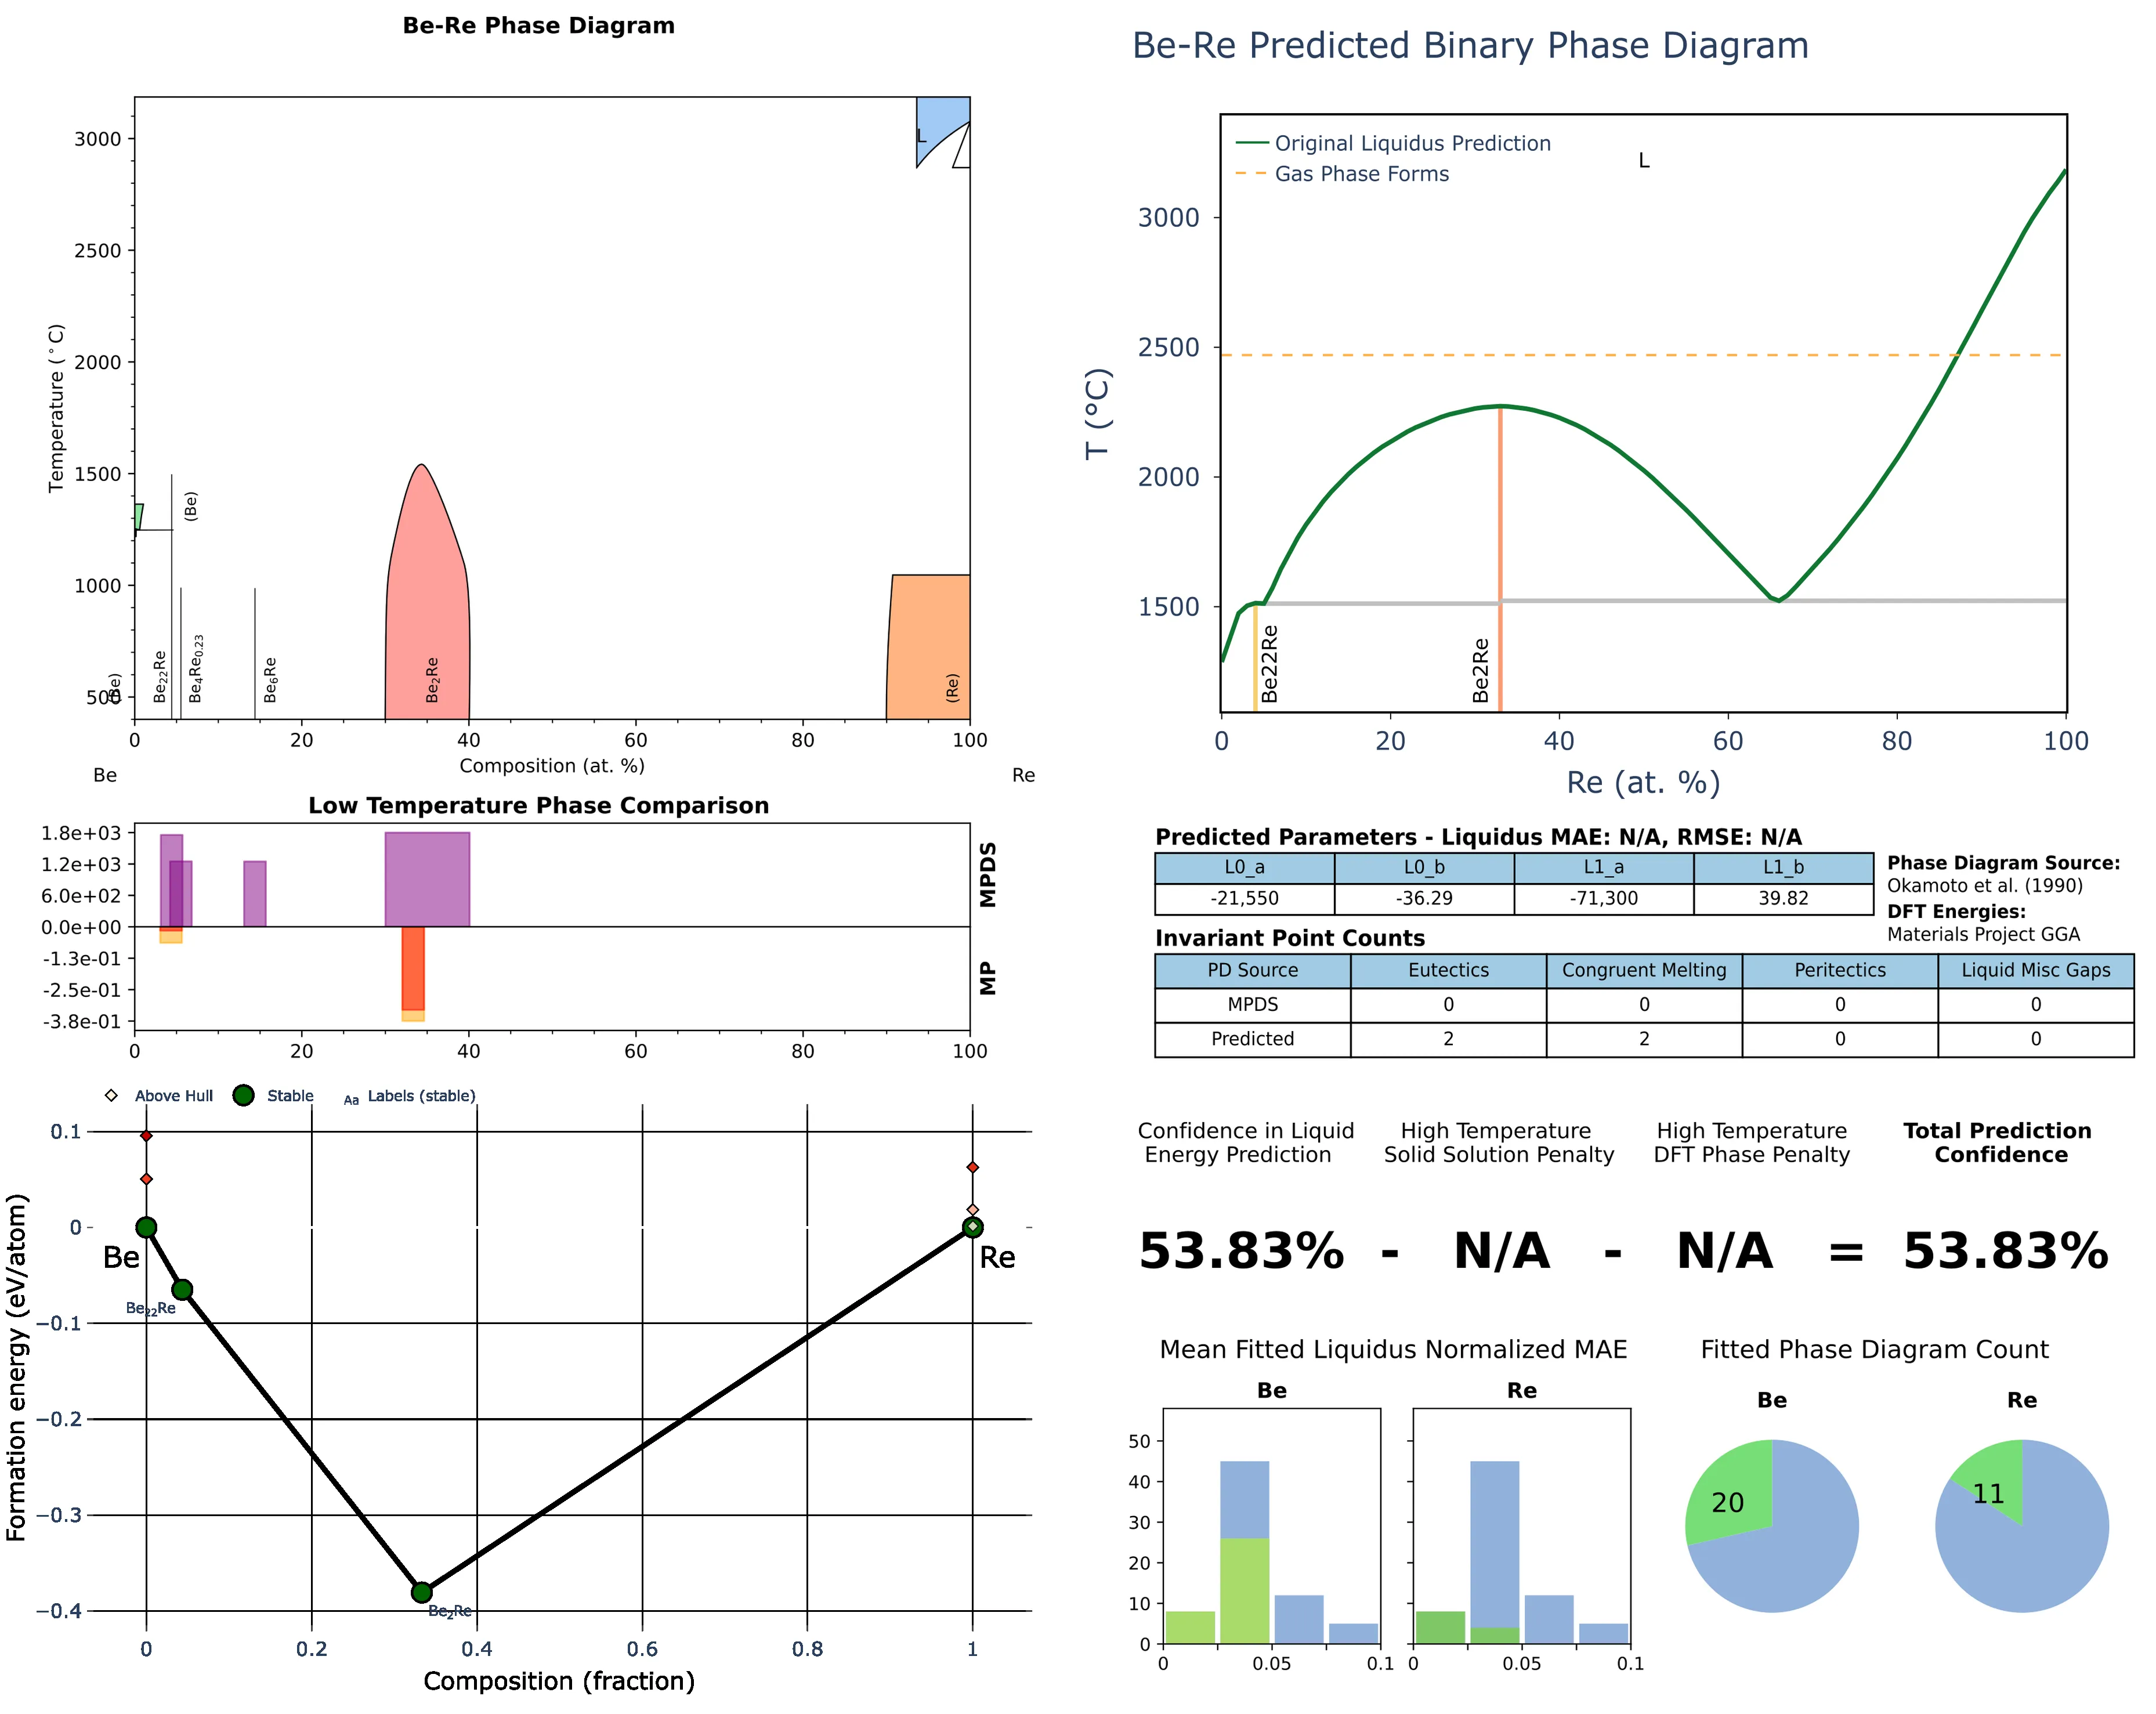 Be-Re Phase Diagram
3000
2500
2000
1500
1000
500
Temperature (°C)
L
(Be)
(Be)
Be22Re
Be4Re0.23
Be6Re
Be2Re
(Re)
0 20 40 60 80 100
Composition (at. %)
Be Re
Low Temperature Phase Comparison
1.8e+03
1.2e+03
6.0e+02
0.0e+00
-1.3e-01
-2.5e-01
-3.8e-01
MPDS
MP
0 20 40 60 80 100
Above Hull Stable Aa Labels (stable)
0.1
0
−0.1
−0.2
−0.3
−0.4
Formation energy (eV/atom)
Be
Re
Be22Re
Be2Re
0 0.2 0.4 0.6 0.8 1
Composition (fraction)
Be-Re Predicted Binary Phase Diagram
Original Liquidus Prediction
Gas Phase Forms
L
3000
2500
2000
1500
T (°C)
Be22Re
Be2Re
0 20 40 60 80 100
Re (at. %)
Predicted Parameters - Liquidus MAE: N/A, RMSE: N/A
L0_a L0_b L1_a L1_b
-21,550 -36.29 -71,300 39.82
Phase Diagram Source:
Okamoto et al. (1990)
DFT Energies:
Materials Project GGA
Invariant Point Counts
PD Source Eutectics Congruent Melting Peritectics Liquid Misc Gaps
MPDS 0 0 0 0
Predicted 2 2 0 0
Confidence in Liquid
Energy Prediction
High Temperature
Solid Solution Penalty
High Temperature
DFT Phase Penalty
Total Prediction
Confidence
53.83% - N/A - N/A = 53.83%
Mean Fitted Liquidus Normalized MAE
Be
Re
50
40
30
20
10
0
0 0.05 0.1
0 0.05 0.1
Fitted Phase Diagram Count
Be
Re
20
11